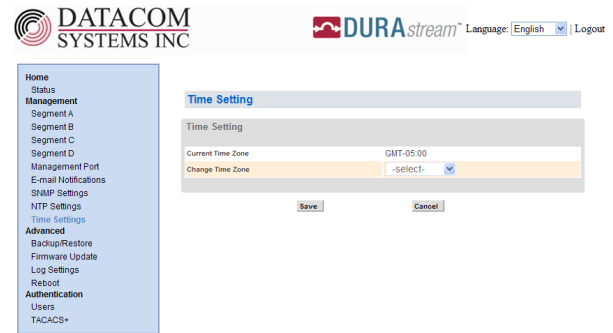 DATACOM
SYSTEMS INC
DURAstream™ Language: English | Logout
Home
Status
Management
Segment A
Segment B
Segment C
Segment D
Management Port
E-mail Notifications
SNMP Settings
NTP Settings
Time Settings
Advanced
Backup/Restore
Firmware Update
Log Settings
Reboot
Authentication
Users
TACACS+
Time Setting
Time Setting
Current Time Zone GMT-05:00
Change Time Zone -select-
Save Cancel